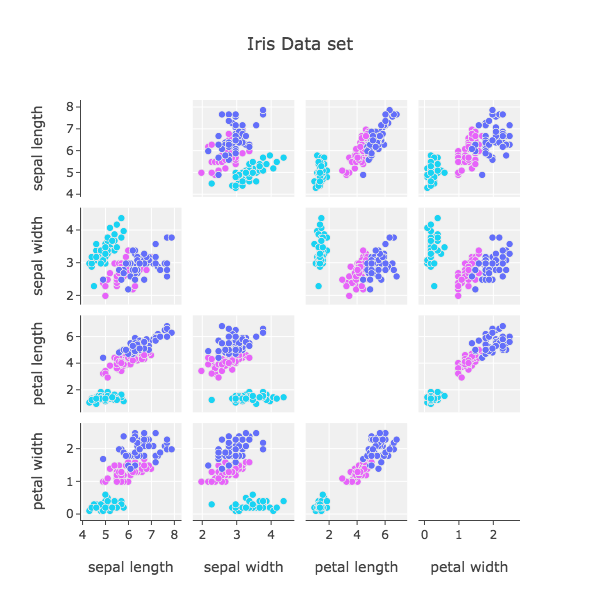 Iris Data set
sepal length
8
7
6
5
4
sepal width
4
3
2
petal length
6
4
2
petal width
2
1
0
4 5 6 7 8 2 3 4 2 4 6 0 1 2
sepal length sepal width petal length petal width